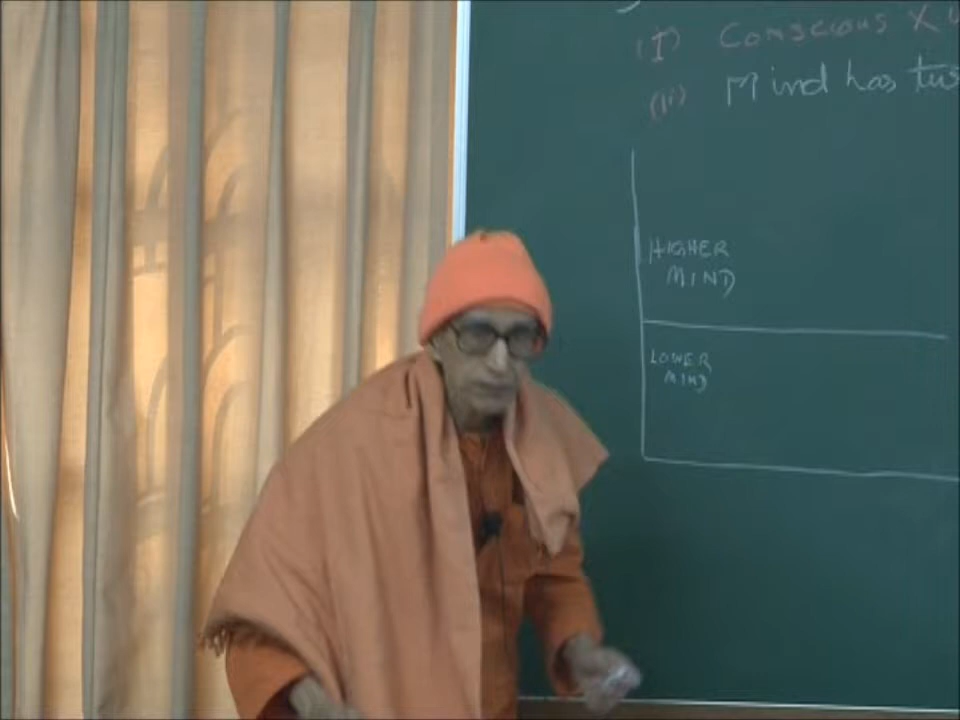 (I) Conscious X
(ii) Mind has
HIGHER
MIND
LOWER
MIND